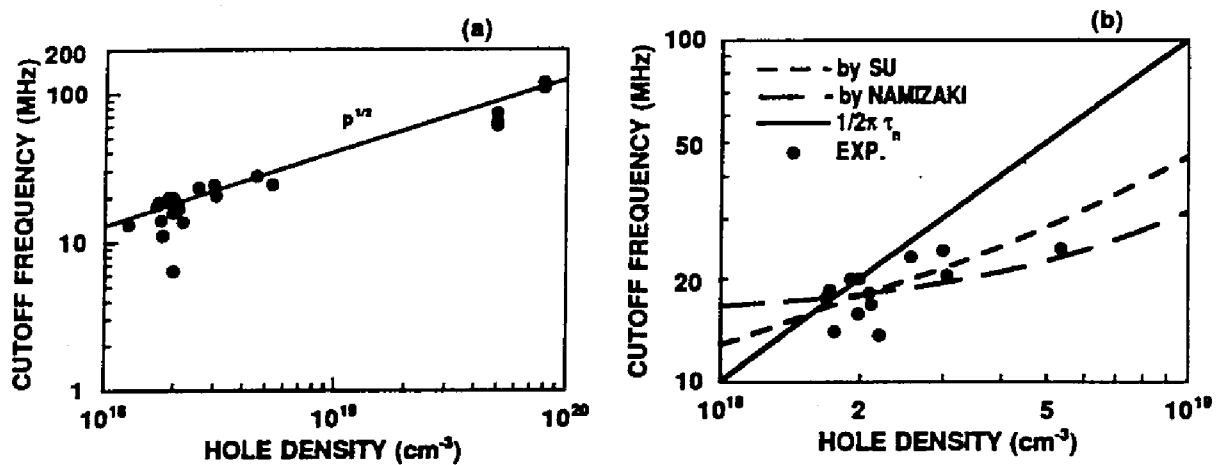 (a)
CUTOFF FREQUENCY (MHz)
200
100
10
1
p^1/2
10^18
10^19
10^20
HOLE DENSITY (cm^-3)
(b)
CUTOFF FREQUENCY (MHz)
100
50
20
10
by SU
by NAMIZAKI
1/2π τ_n
EXP.
10^18
2
5
10^19
HOLE DENSITY (cm^-3)